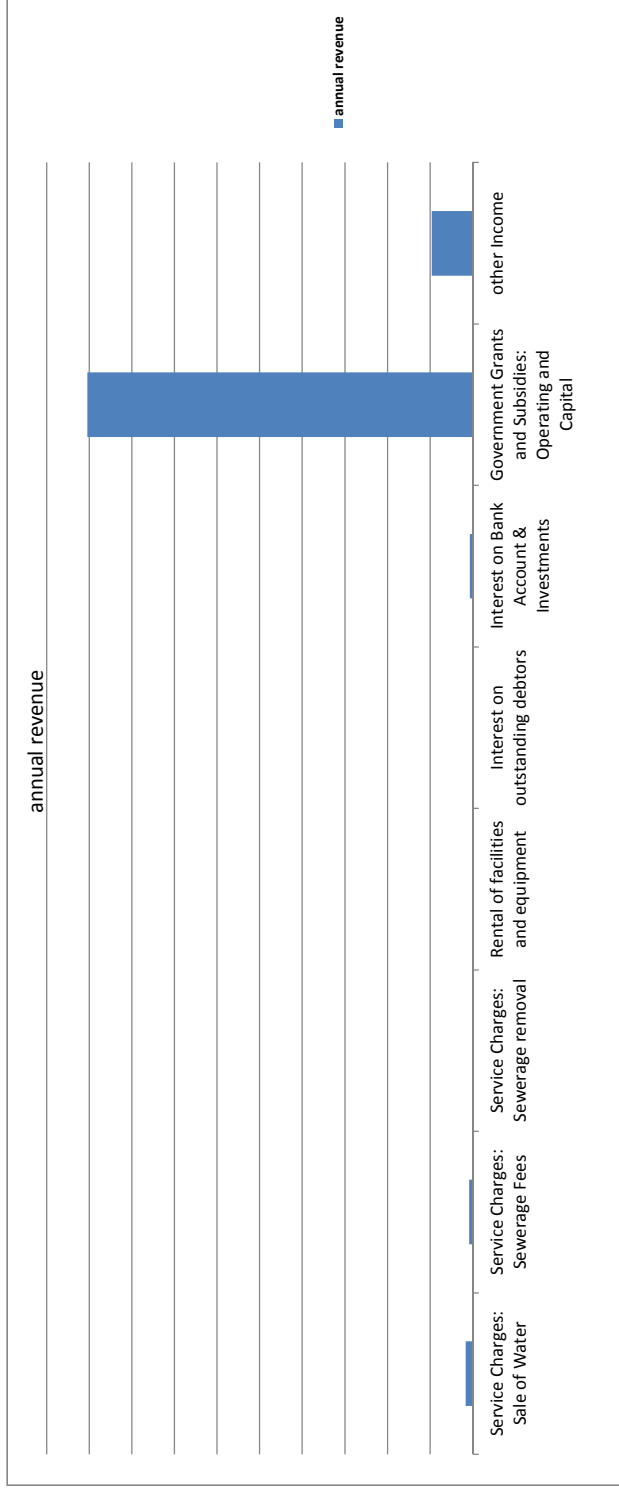 annual revenue
Service Charges:
Sale of Water
Service Charges:
Sewerage Fees
Service Charges:
Sewerage removal
Rental of facilities
and equipment
Interest on
outstanding debtors
Interest on Bank
Account &
Investments
Government Grants
and Subsidies:
Operating and
Capital
other Income
annual revenue